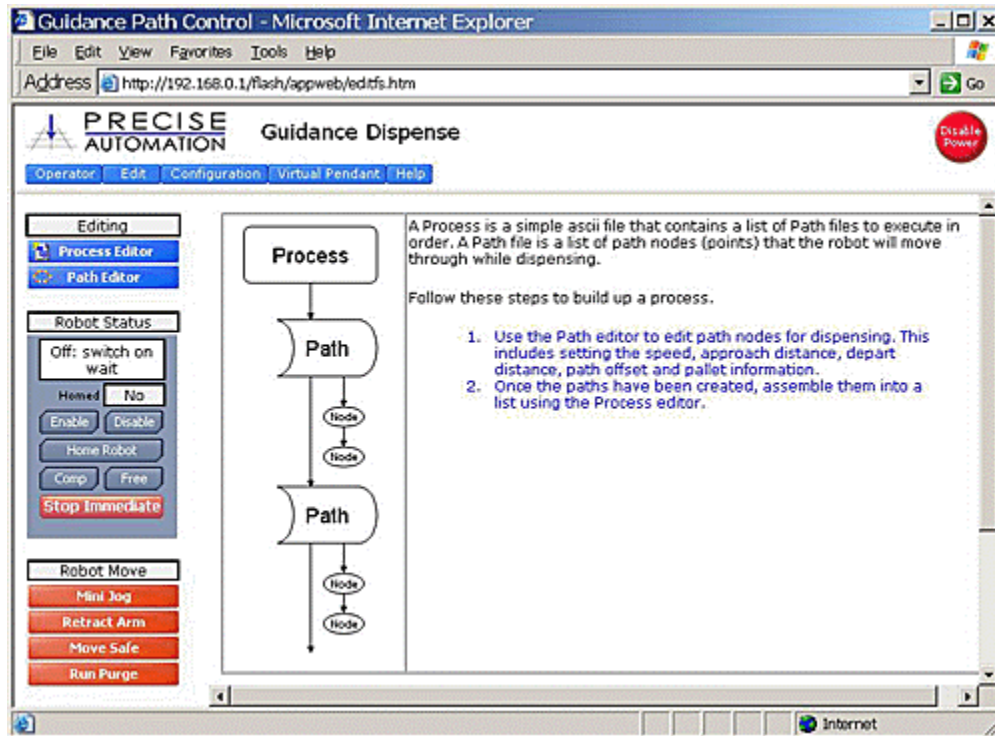 Guidance Path Control - Microsoft Internet Explorer
File Edit View Favorites Tools Help
Address http://192.168.0.1/flash/appweb/editfs.htm Go
PRECISE
AUTOMATION
Guidance Dispense
Disable
Power
Operator Edit Configuration Virtual Pendant Help
Editing
Process Editor
Path Editor
Robot Status
Off: switch on
wait
Homed No
Enable Disable
Home Robot
Comp Free
Stop Immediate
Robot Move
Mini Jog
Retract Arm
Move Safe
Run Purge
Process
Path
Node
Node
Path
Node
Node
A Process is a simple ascii file that contains a list of Path files to execute in
order. A Path file is a list of path nodes (points) that the robot will move
through while dispensing.
Follow these steps to build up a process.
1. Use the Path editor to edit path nodes for dispensing. This
includes setting the speed, approach distance, depart
distance, path offset and pallet information.
2. Once the paths have been created, assemble them into a
list using the Process editor.
Internet